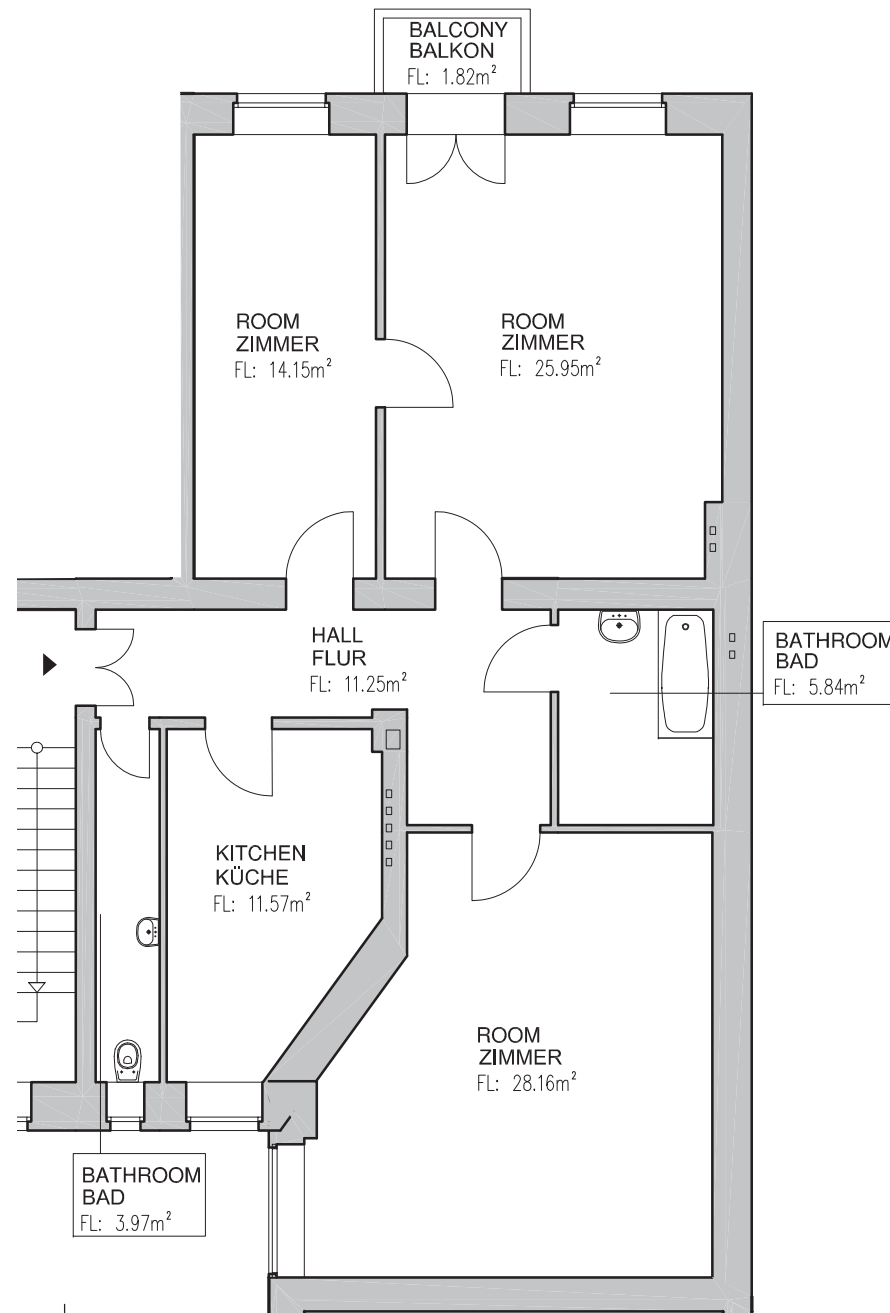 BALCONY
BALKON
FL: 1.82m²
ROOM
ZIMMER
FL: 14.15m²
ROOM
ZIMMER
FL: 25.95m²
HALL
FLUR
FL: 11.25m²
BATHROOM
BAD
FL: 5.84m²
KITCHEN
KÜCHE
FL: 11.57m²
ROOM
ZIMMER
FL: 28.16m²
BATHROOM
BAD
FL: 3.97m²